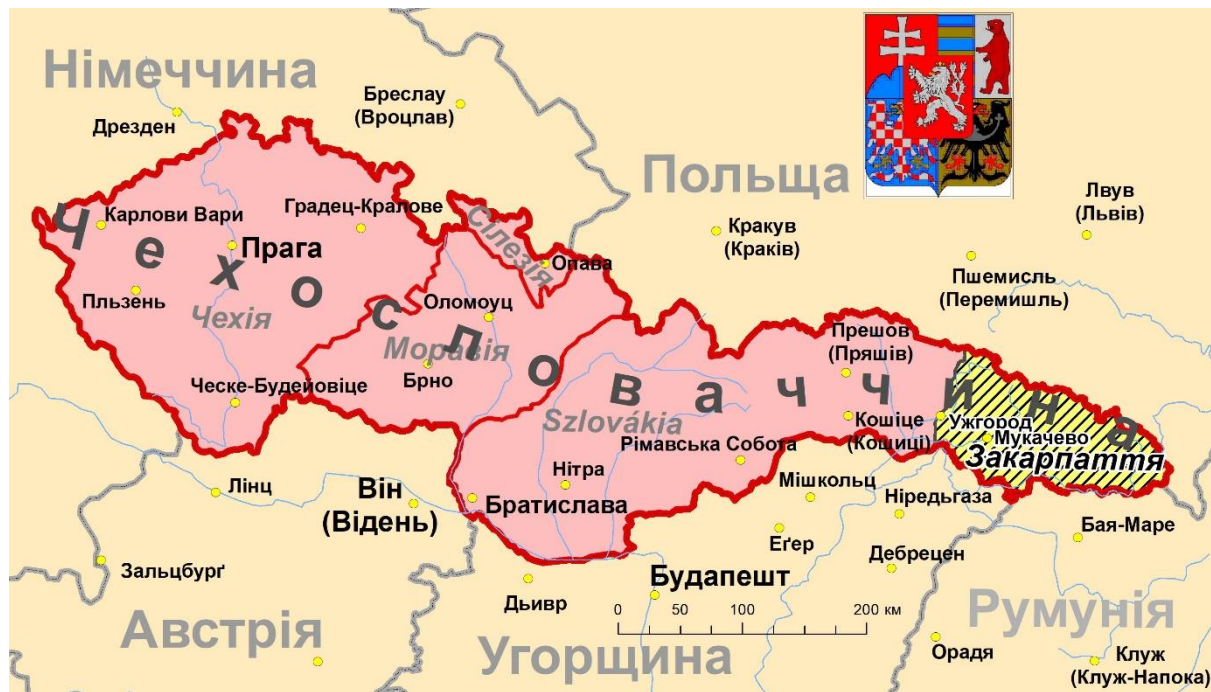 Німеччина
Дрезден
Бреслау
(Вроцлав)
Польща
Лвув
(Львів)
Карлови Вари
Градец-Кралове
Сілезія
Кракув
(Краків)
Прага
Опава
Пшемисль
(Перемишль)
Чехословаччина
Пльзень
Чехія
Оломоуц
Моравія
Прешов
(Пряшів)
Брно
Ческе-Будейовіце
Szlovákia
Кошіце
(Кошиці)
Ужгород
Мукачево
Закарпаття
Рімавська Собота
Нітра
Лінц
Він
(Відень)
Братислава
Мішкольц
Ніредьгаза
Бая-Маре
Еґер
Зальцбурґ
Дьивр
Будапешт
Дебрецен
0 50 100 200 км
Австрія
Угорщина
Румунія
Орадя
Клуж
(Клуж-Напока)